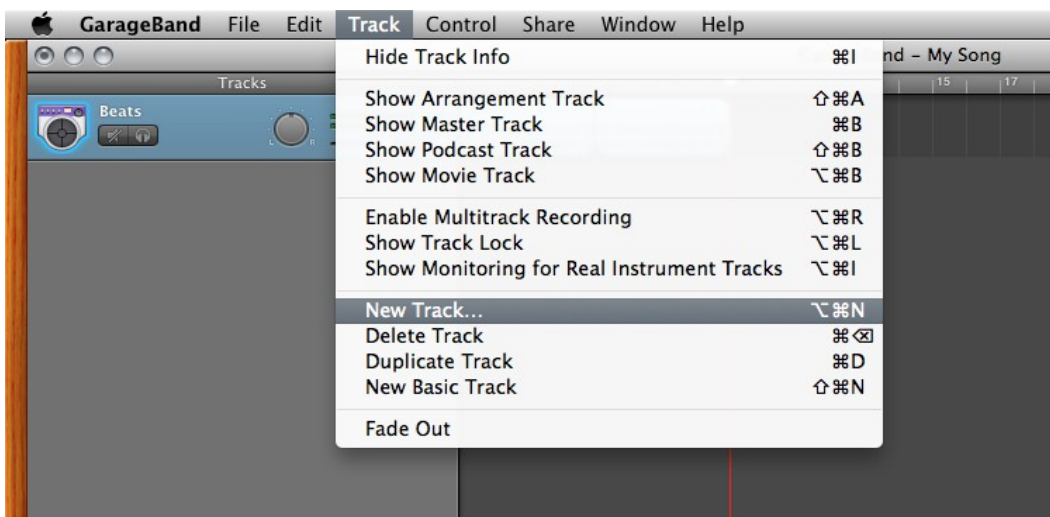 GarageBand File Edit Track Control Share Window Help
nd – My Song
Tracks
15 17
Beats
L R
Hide Track Info ⌘I
Show Arrangement Track ⇧⌘A
Show Master Track ⌘B
Show Podcast Track ⇧⌘B
Show Movie Track ⌥⌘B
Enable Multitrack Recording ⌥⌘R
Show Track Lock ⌥⌘L
Show Monitoring for Real Instrument Tracks ⌥⌘I
New Track... ⌥⌘N
Delete Track ⌘⌫
Duplicate Track ⌘D
New Basic Track ⇧⌘N
Fade Out